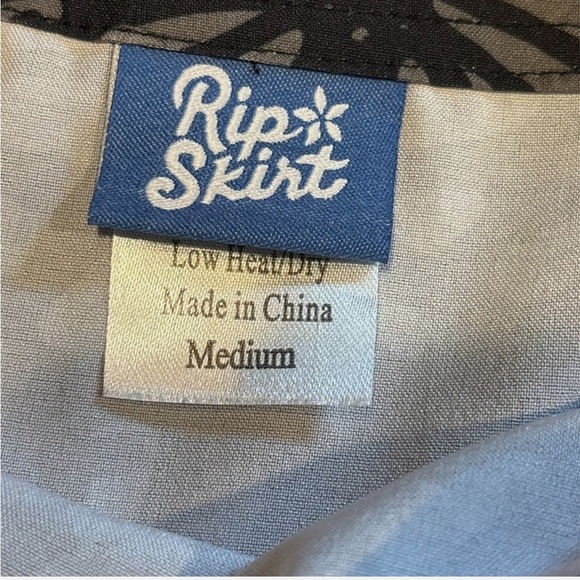 Rip
Skirt
Low Heat/Dry
Made in China
Medium